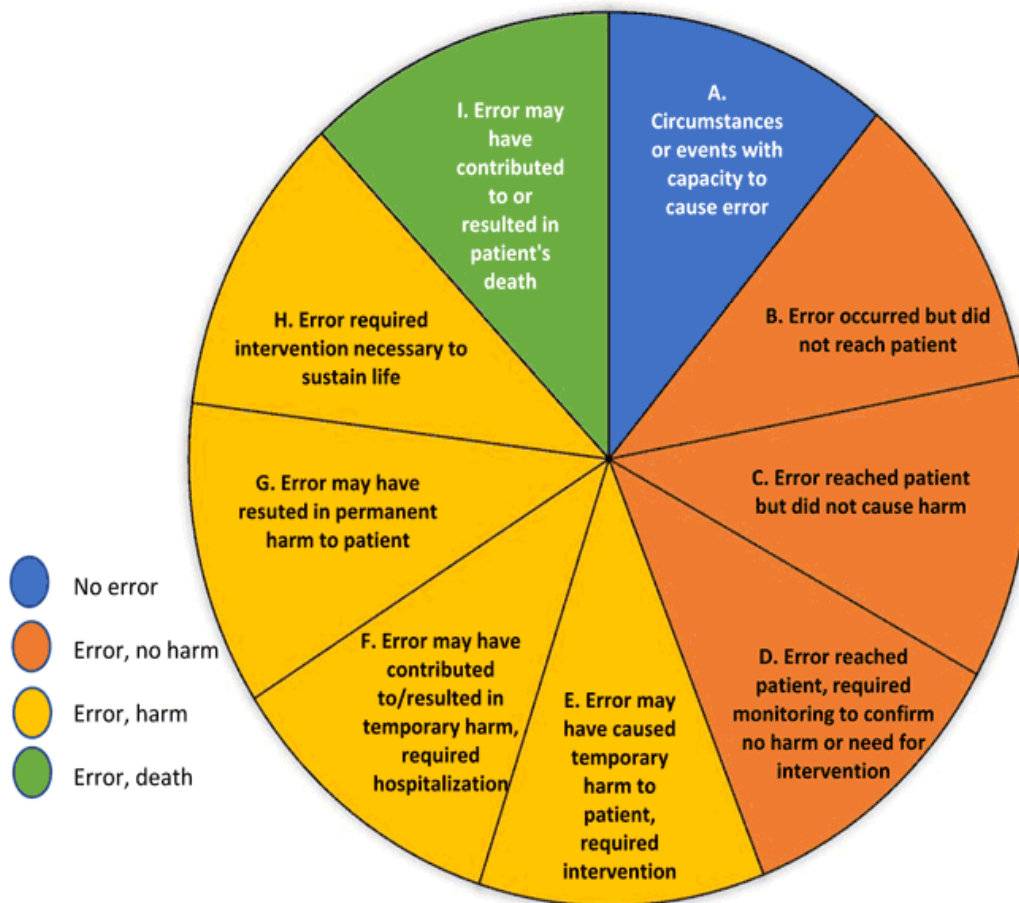 A.
Circumstances
or events with
capacity to
cause error
B. Error occurred but did
not reach patient
C. Error reached patient
but did not cause harm
D. Error reached
patient, required
monitoring to confirm
no harm or need for
intervention
E. Error may
have caused
temporary
harm to
patient,
required
intervention
F. Error may have
contributed
to/resulted in
temporary harm,
required
hospitalization
G. Error may have
resuted in permanent
harm to patient
H. Error required
intervention necessary to
sustain life
I. Error may
have
contributed
to or
resulted in
patient's
death
No error
Error, no harm
Error, harm
Error, death